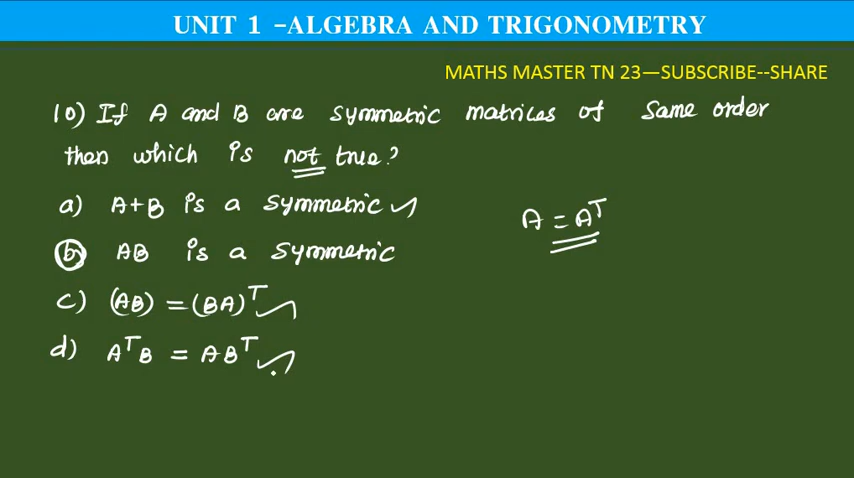 UNIT 1 –ALGEBRA AND TRIGONOMETRY
MATHS MASTER TN 23—SUBSCRIBE--SHARE
10) If A and B are symmetric matrices of same order
then which is not true?
a) A+B is a symmetric ✓
b) AB is a symmetric
c) (AB) = (BA)ᵀ ✓
d) AᵀB = ABᵀ ✓
A = Aᵀ